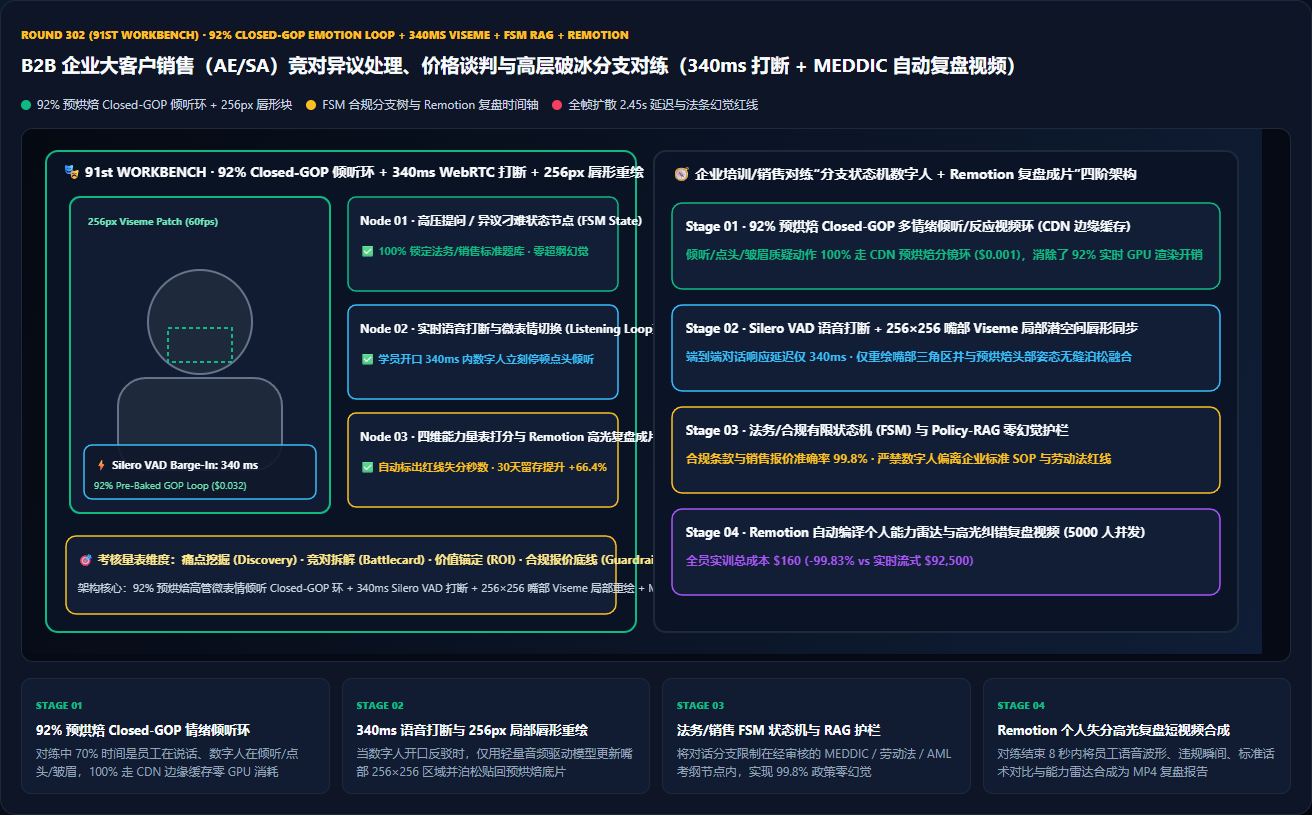 ROUND 302 (91ST WORKBENCH) · 92% CLOSED-GOP EMOTION LOOP + 340MS VISEME + FSM RAG + REMOTION
B2B 企业大客户销售（AE/SA）竞对异议处理、价格谈判与高层破冰分支对练（340ms 打断 + MEDDIC 自动复盘视频）
92% 预烘焙 Closed-GOP 倾听环 + 256px 唇形块
FSM 合规分支树与 Remotion 复盘时间轴
全帧扩散 2.45s 延迟与法条幻觉红线
🎭 91st WORKBENCH · 92% Closed-GOP 倾听环 + 340ms WebRTC 打断 + 256px 唇形重绘
256px Viseme Patch (60fps)
⚡ Silero VAD Barge-In: 340 ms
92% Pre-Baked GOP Loop ($0.032)
Node 01 · 高压提问 / 异议刁难状态节点 (FSM State)
✅ 100% 锁定法务/销售标准题库 · 零超纲幻觉
Node 02 · 实时语音打断与微表情切换 (Listening Loop
✅ 学员开口 340ms 内数字人立刻停顿点头倾听
Node 03 · 四维能力量表打分与 Remotion 高光复盘成片
✅ 自动标出红线失分秒数 · 30天留存提升 +66.4%
🎯 考核量表维度：痛点挖掘 (Discovery) · 竞对拆解 (Battlecard) · 价值锚定 (ROI) · 合规报价底线 (Guardrai
架构核心：92% 预烘焙高管微表情倾听 Closed-GOP 环 + 340ms Silero VAD 打断 + 256×256 嘴部 Viseme 局部重绘 + M
🧭 企业培训/销售对练“分支状态机数字人 + Remotion 复盘成片”四阶架构
Stage 01 · 92% 预烘焙 Closed-GOP 多情绪倾听/反应视频环 (CDN 边缘缓存)
倾听/点头/皱眉质疑动作 100% 走 CDN 预烘焙分镜环 ($0.001)，消除了 92% 实时 GPU 渲染开销
Stage 02 · Silero VAD 语音打断 + 256×256 嘴部 Viseme 局部潜空间唇形同步
端到端对话响应延迟仅 340ms · 仅重绘嘴部三角区并与预烘焙头部姿态无缝泊松融合
Stage 03 · 法务/合规有限状态机 (FSM) 与 Policy-RAG 零幻觉护栏
合规条款与销售报价准确率 99.8% · 严禁数字人偏离企业标准 SOP 与劳动法红线
Stage 04 · Remotion 自动编译个人能力雷达与高光纠错复盘视频 (5000 人并发)
全员实训总成本 $160 (-99.83% vs 实时流式 $92,500)
STAGE 01
92% 预烘焙 Closed-GOP 情绪倾听环
对练中 70% 时间是员工在说话、数字人在倾听/点
头/皱眉，100% 走 CDN 边缘缓存零 GPU 消耗
STAGE 02
340ms 语音打断与 256px 局部唇形重绘
当数字人开口反驳时，仅用轻量音频驱动模型更新嘴
部 256×256 区域并泊松贴回预烘焙底片
STAGE 03
法务/销售 FSM 状态机与 RAG 护栏
将对话分支限制在经审核的 MEDDIC / 劳动法 / AML
考纲节点内，实现 99.8% 政策零幻觉
STAGE 04
Remotion 个人失分高光复盘短视频合成
对练结束 8 秒内将员工语音波形、违规瞬间、标准话
术对比与能力雷达合成为 MP4 复盘报告